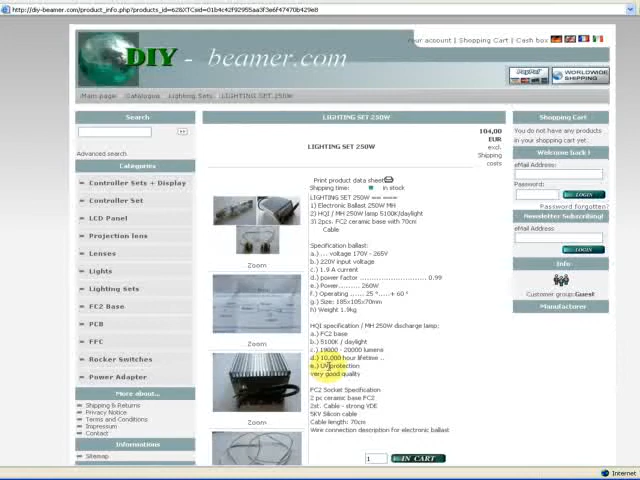 http://diy-beamer.com/product_info.php?products_id=628XTCsid=01b4c42f92955aa3f3e6f47470b429e8
DIY - beamer.com
Your account | Shopping Cart | Cash box
PayPal
WORLDWIDE SHIPPING
Main page Catalogue Lighting Sets LIGHTING SET 250W
Search
Advanced search
Categories
Controller Sets + Display
Controller Set
LCD Panel
Projection lens
Lenses
Lights
Lighting Sets
FC2 Base
PCB
FFC
Rocker Switches
Power Adapter
More about...
Shipping & Returns
Privacy Notice
Terms and Conditions
Impressum
Contact
Informations
Sitemap
LIGHTING SET 250W
104,00
EUR
excl.
Shipping
costs
LIGHTING SET 250W
Print product data sheet
Shipping time: in stock
LIGHTING SET 250W == ====
1) Electronic Ballast 250W MH
2) HQI / MH 250W lamp 5100K/daylight
3) 2pcs. FC2 ceramic base with 70cm
Cable
Specification ballast:
a.) ... voltage 170V - 265V
b.) 220V input voltage
c.) 1.9 A current
d.) power factor ........................ 0.99
e.) Power.......... 260W
f.) Operating ...... 25 °.....+ 60 °
g.) Size: 185x105x70mm
h) Weight 1.9kg
HQI specification / MH 250W discharge lamp:
a.) FC2 base
b.) 5100K / daylight
c.) 19000 - 20000 lumens
d.) 10,000 hour lifetime ..
e.) UV protection
very good quality
FC2 Socket Specification
2 pc ceramic base FC2
2st. Cable - strong VDE
5KV Silicon cable
Cable length: 70cm
Wire connection description for electronic ballast
Zoom
Zoom
Zoom
1
IN CART
Shopping Cart
You do not have any products
in your shopping cart yet.
Welcome back !
eMail Address:
Password:
LOGIN
Password forgotten?
Newsletter Subscribing!
eMail Address
LOGIN
Info
Customer group:Guest
Manufacturer
Internet